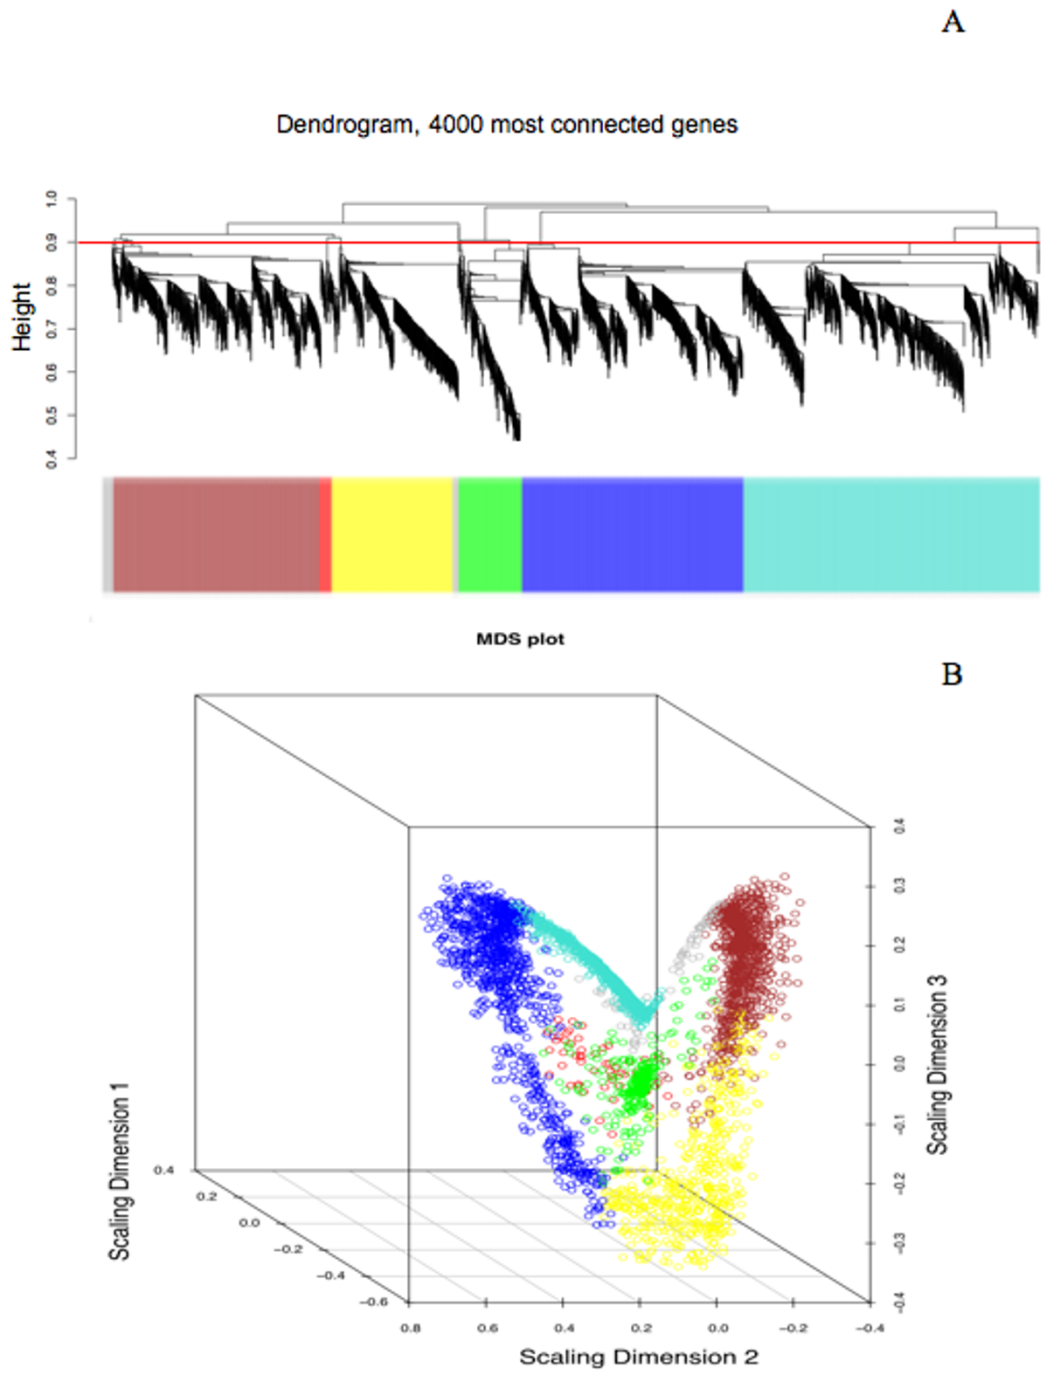 A
Dendrogram, 4000 most connected genes
Height
1.0
0.9
0.8
0.7
0.6
0.5
0.4
MDS plot
B
Scaling Dimension 1
0.4
0.2
0.0
−0.2
−0.4
−0.6
0.8 0.6 0.4 0.2 0.0 −0.2 −0.4
Scaling Dimension 2
0.4
0.3
0.2
0.1
0.0
−0.1
−0.2
−0.3
−0.4
Scaling Dimension 3